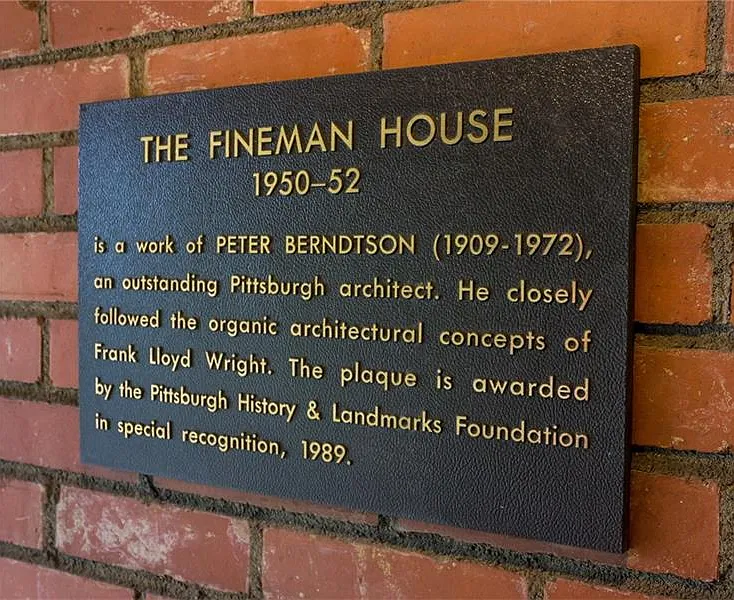 THE FINEMAN HOUSE
1950–52
is a work of PETER BERNDTSON (1909-1972),
an outstanding Pittsburgh architect. He closely
followed the organic architectural concepts of
Frank Lloyd Wright. The plaque is awarded
by the Pittsburgh History & Landmarks Foundation
in special recognition, 1989.